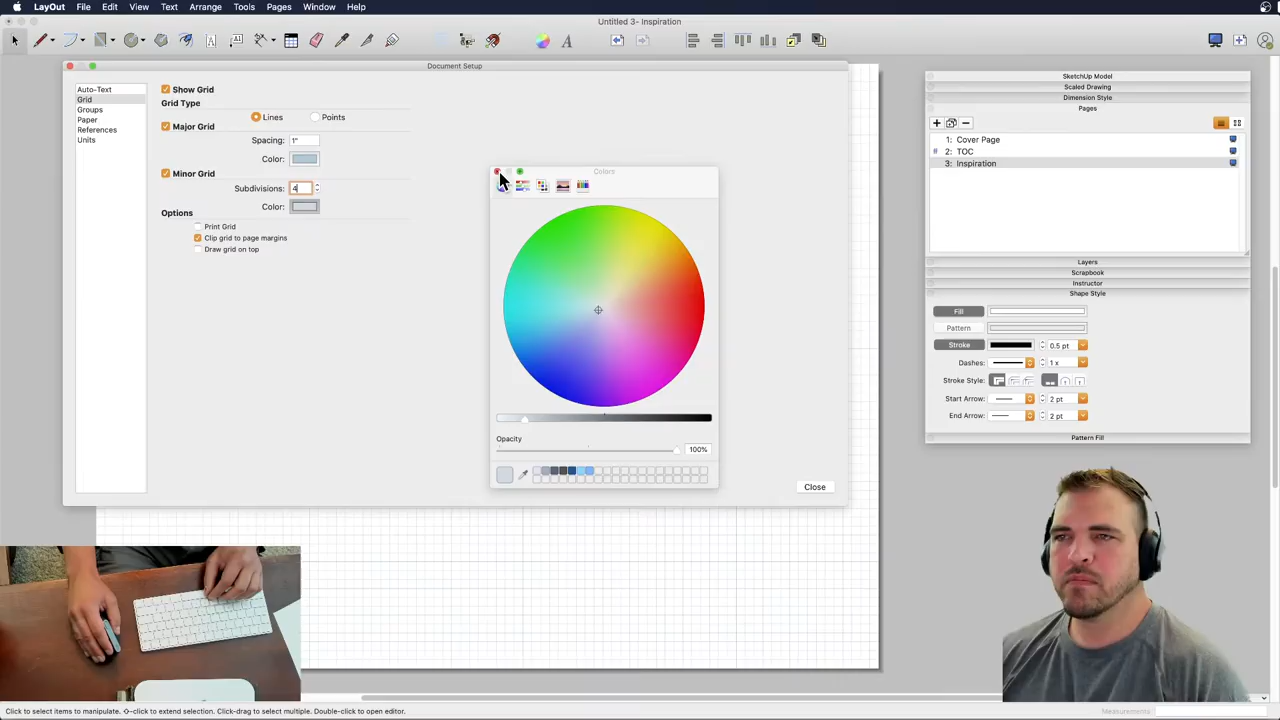 LayOut File Edit View Text Arrange Tools Pages Window Help
Untitled 3- Inspiration
A
Document Setup
Auto-Text
Grid
Groups
Paper
References
Units
Show Grid
Grid Type
Lines Points
Major Grid
Spacing: 1"
Color:
Minor Grid
Subdivisions: 4
Color:
Options
Print Grid
Clip grid to page margins
Draw grid on top
Close
Colors
Opacity
100%
SketchUp Model
Scaled Drawing
Dimension Style
Pages
1: Cover Page
# 2: TOC
3: Inspiration
Layers
Scrapbook
Instructor
Shape Style
Fill
Pattern
Stroke 0.5 pt
Dashes: 1 x
Stroke Style:
Start Arrow: 2 pt
End Arrow: 2 pt
Pattern Fill
Click to select items to manipulate. ⇧-click to extend selection. Click-drag to select multiple. Double-click to open editor.
Measurements